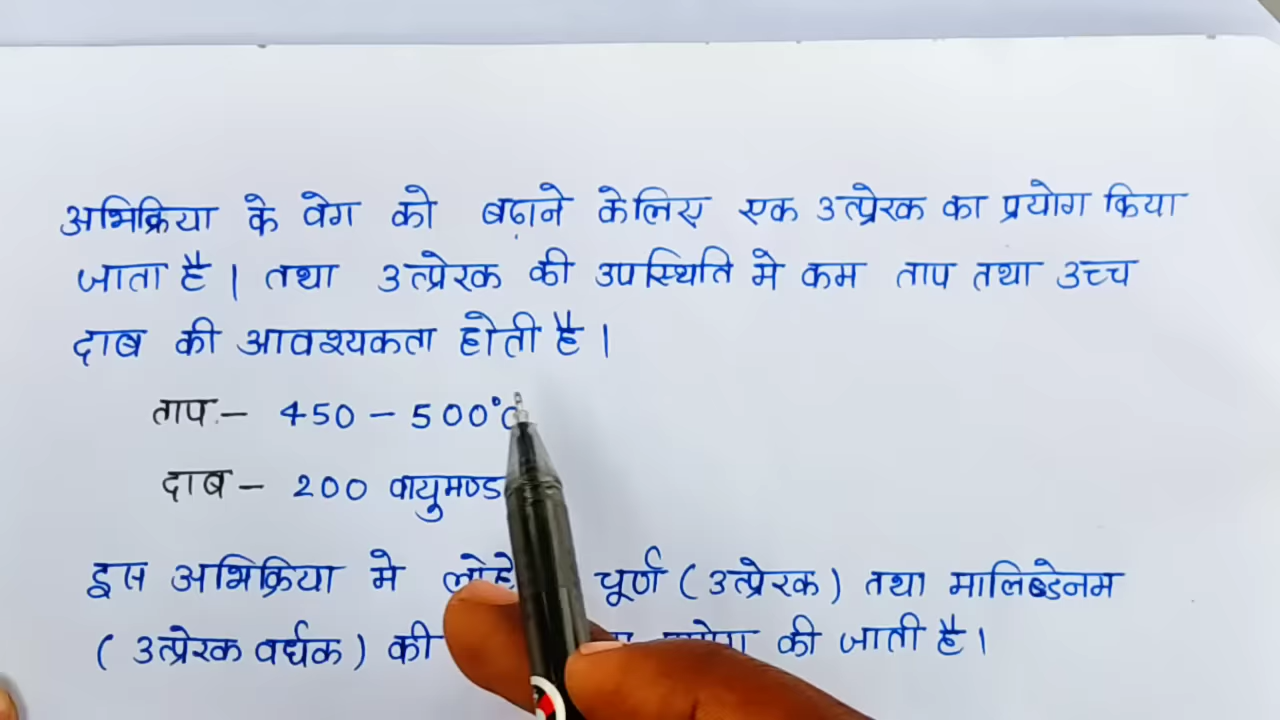 अभिक्रिया के वेग को बढ़ाने के लिए एक उत्प्रेरक का प्रयोग किया
जाता है । तथा उत्प्रेरक की उपस्थिति मे कम ताप तथा उच्च
दाब की आवश्यकता होती है ।
ताप - 450 - 500°C
दाब - 200
इस अभिक्रिया मे लोहे चूर्ण ( उत्प्रेरक ) तथा मालिब्डेनम
( उत्प्रेरक वर्धक ) की की जाती है ।